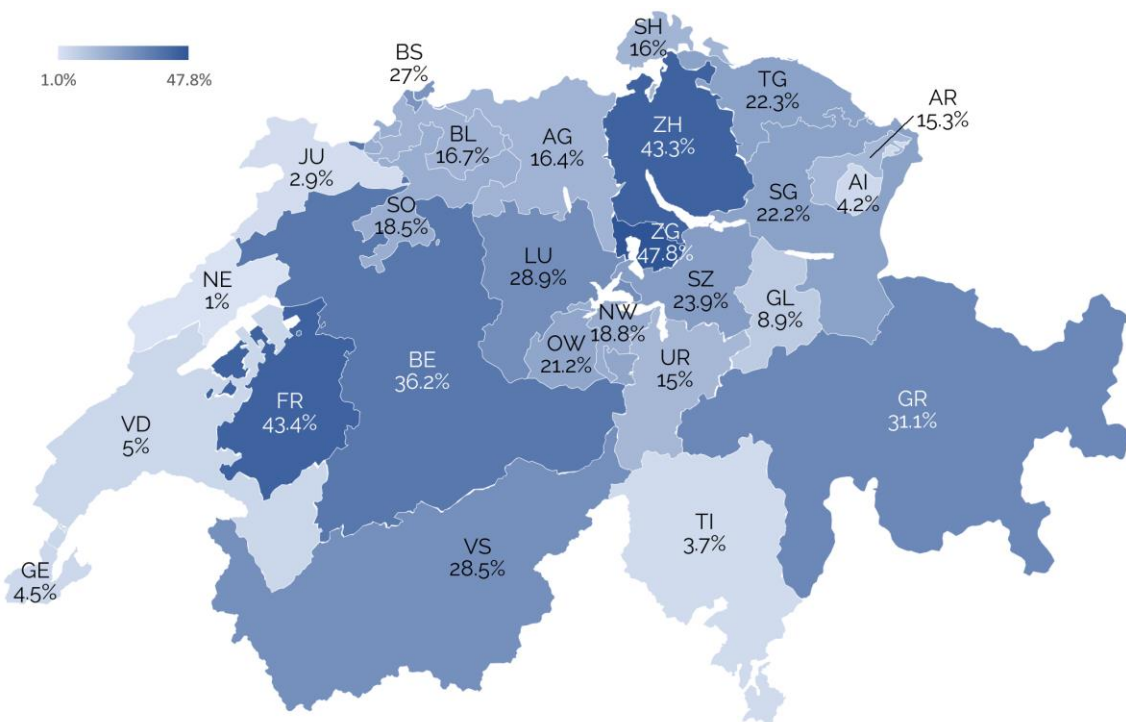 1.0% 47.8%
SH
16%
BS
27%
TG
22.3%
AR
15.3%
ZH
43.3%
BL
16.7%
AG
16.4%
JU
2.9%
AI
4.2%
SG
22.2%
SO
18.5%
ZG
47.8%
LU
28.9%
NE
1%
SZ
23.9%
GL
8.9%
NW
18.8%
OW
21.2%
BE
36.2%
UR
15%
FR
43.4%
GR
31.1%
VD
5%
TI
3.7%
VS
28.5%
GE
4.5%